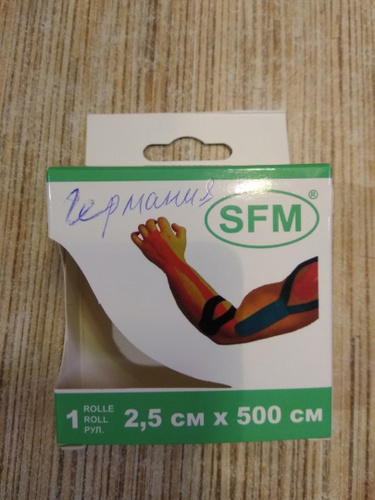 Германия
SFM®
1 ROLLE
ROLL
РУЛ.
2,5 см x 500 см